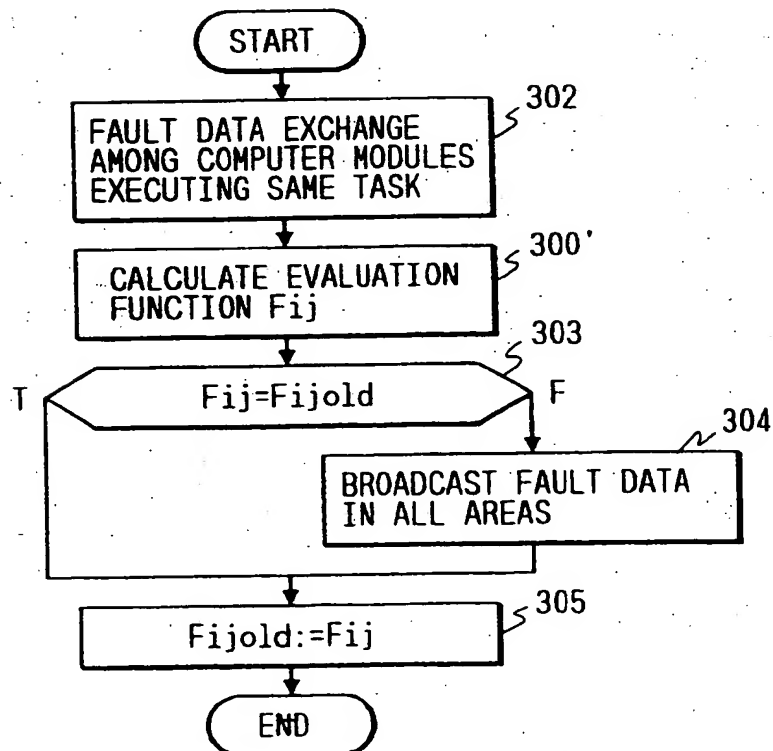 START
302
FAULT DATA EXCHANGE
AMONG COMPUTER MODULES
EXECUTING SAME TASK
300'
CALCULATE EVALUATION
FUNCTION Fij
303
T
Fij=Fijold
F
304
BROADCAST FAULT DATA
IN ALL AREAS
305
Fijold:=Fij
END